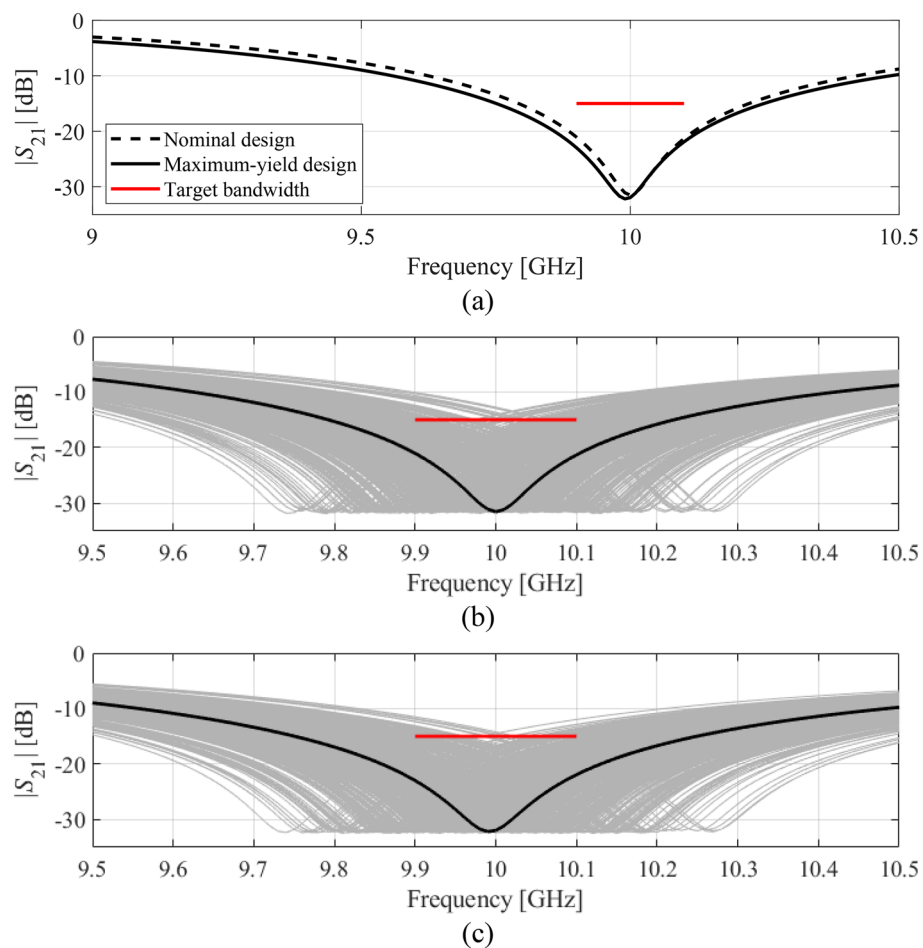 (a)
0
-10
-20
-30
|S21| [dB]
Nominal design
Maximum-yield design
Target bandwidth
9
9.5
10
10.5
Frequency [GHz]
(a)
0
-10
-20
-30
|S21| [dB]
9.5
9.6
9.7
9.8
9.9
10
10.1
10.2
10.3
10.4
10.5
Frequency [GHz]
(b)
0
-10
-20
-30
|S21| [dB]
9.5
9.6
9.7
9.8
9.9
10
10.1
10.2
10.3
10.4
10.5
Frequency [GHz]
(c)